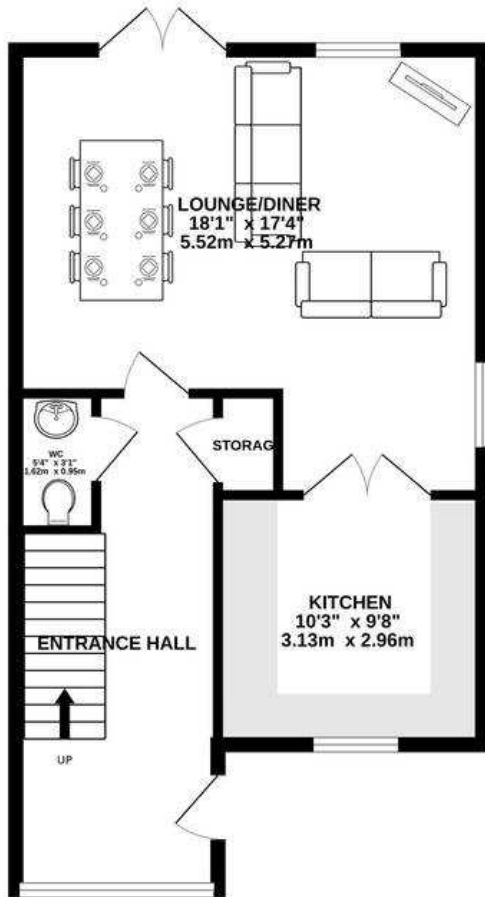 LOUNGE/DINER
18'1" x 17'4"
5.52m x 5.27m
WC
5'4" x 3'1"
1.62m x 0.95m
STORAG
KITCHEN
10'3" x 9'8"
3.13m x 2.96m
ENTRANCE HALL
UP